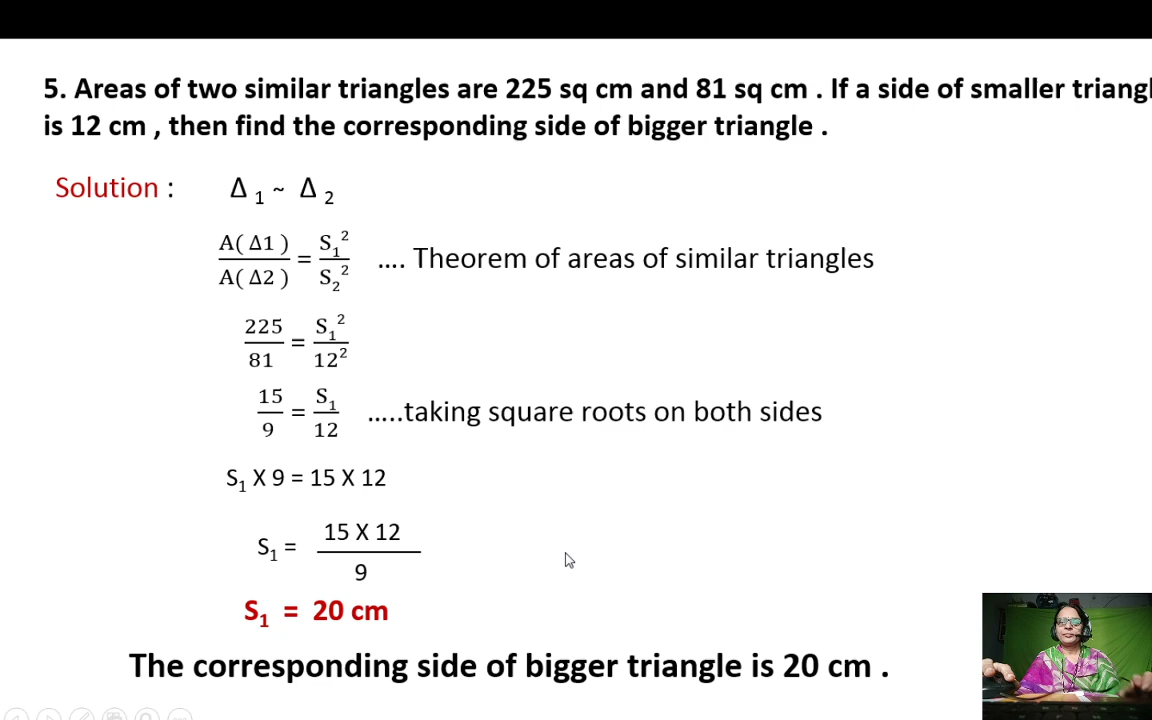 5. Areas of two similar triangles are 225 sq cm and 81 sq cm . If a side of smaller triangl
is 12 cm , then find the corresponding side of bigger triangle .
Solution : Δ 1 ~ Δ 2
A( Δ1 ) / A( Δ2 ) = S₁² / S₂² .... Theorem of areas of similar triangles
225 / 81 = S₁² / 12²
15 / 9 = S₁ / 12 .....taking square roots on both sides
S₁ X 9 = 15 X 12
S₁ = 15 X 12 / 9
S₁ = 20 cm
The corresponding side of bigger triangle is 20 cm .